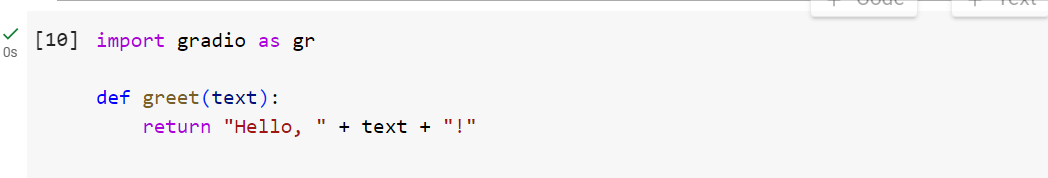 + Code + Text
[10] import gradio as gr
0s
def greet(text):
    return "Hello, " + text + "!"